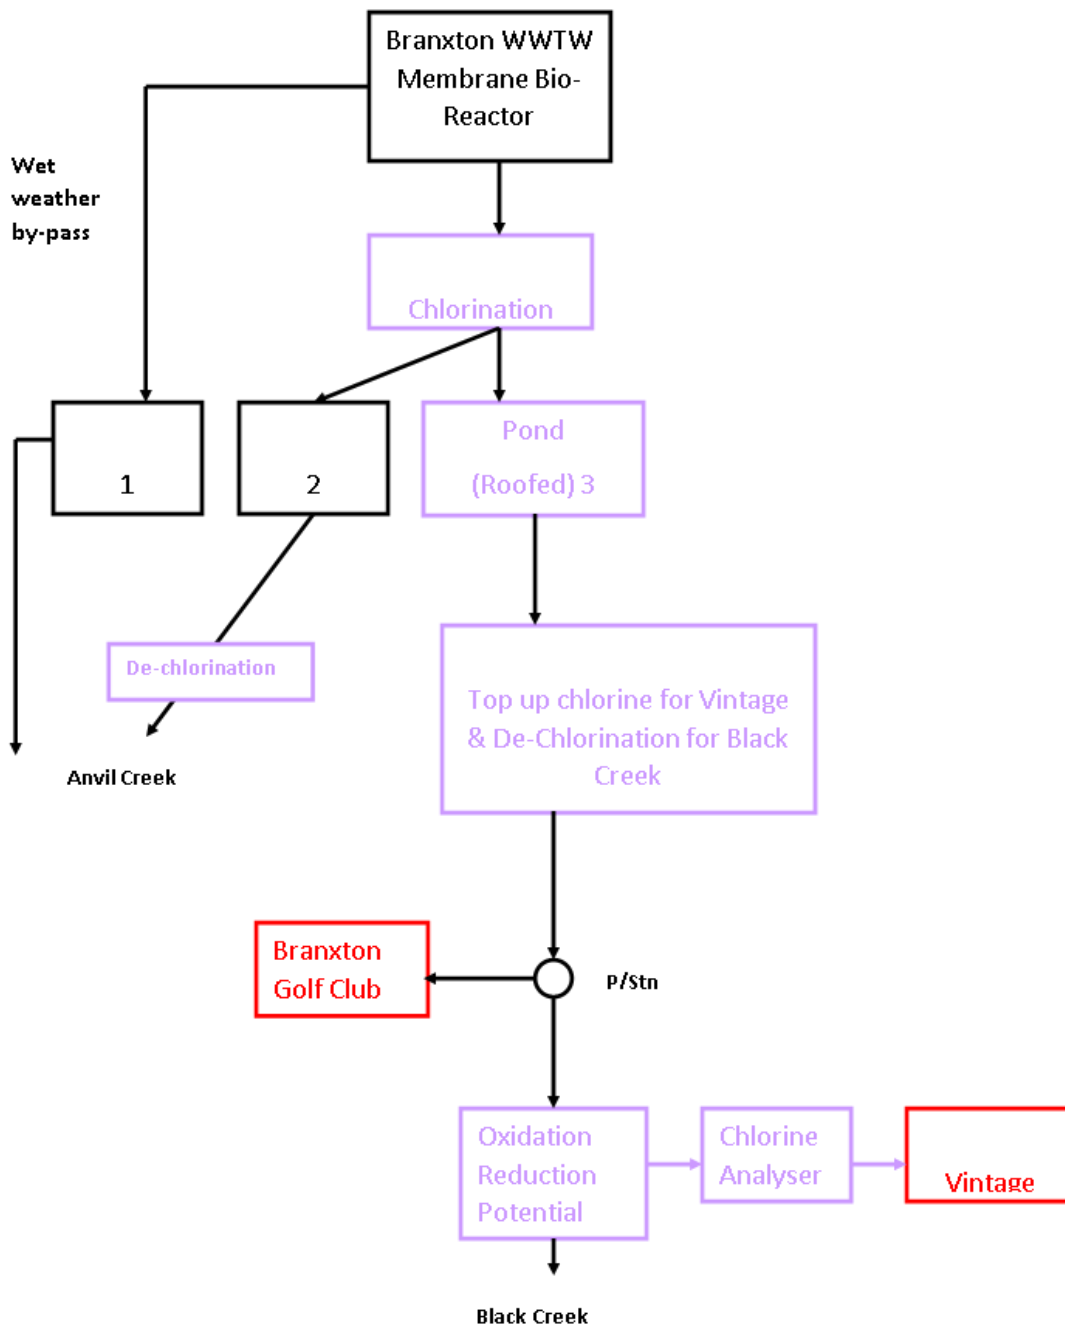 Branxton WWTW
Membrane Bio-
Reactor
Wet
weather
by-pass
Chlorination
1
2
Pond
(Roofed) 3
De-chlorination
Top up chlorine for Vintage
& De-Chlorination for Black
Creek
Anvil Creek
Branxton
Golf Club
P/Stn
Oxidation
Reduction
Potential
Chlorine
Analyser
Vintage
Black Creek